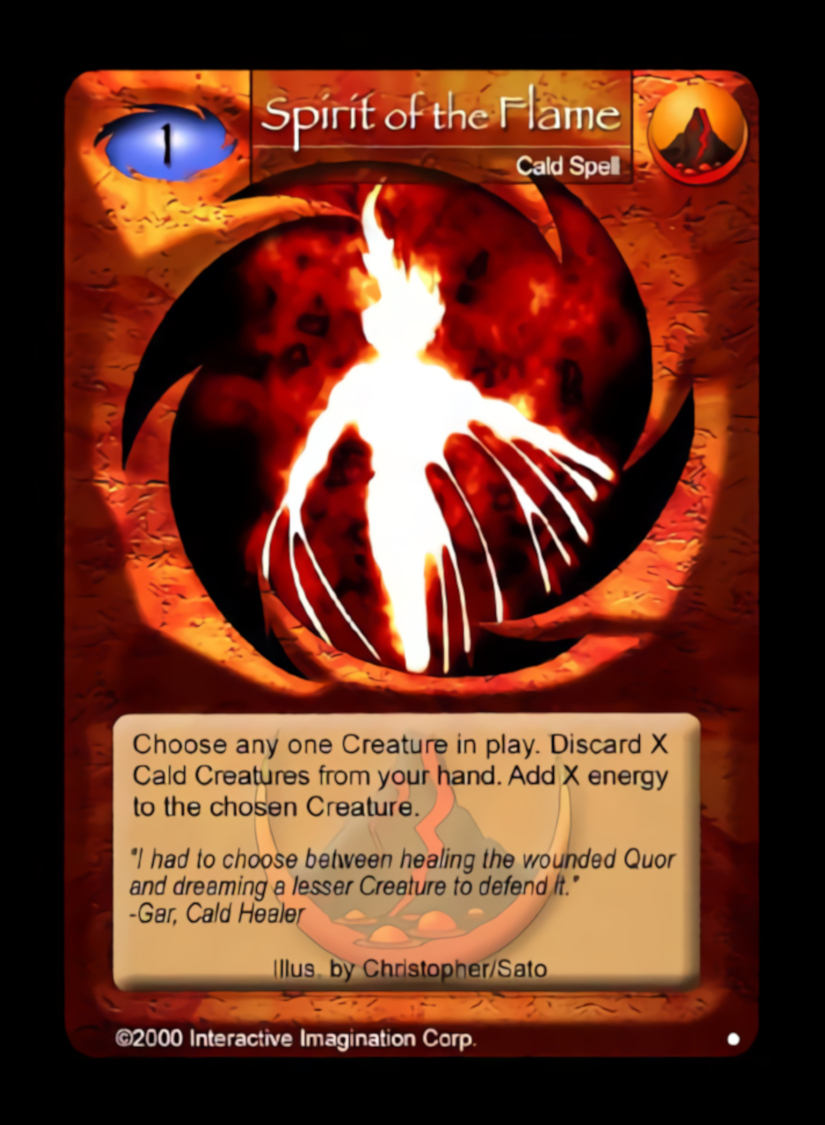 1
Spirit of the Flame
Cald Spell
Choose any one Creature in play. Discard X
Cald Creatures from your hand. Add X energy
to the chosen Creature.
"I had to choose between healing the wounded Quor
and dreaming a lesser Creature to defend it."
-Gar, Cald Healer
Illus. by Christopher/Sato
©2000 Interactive Imagination Corp.